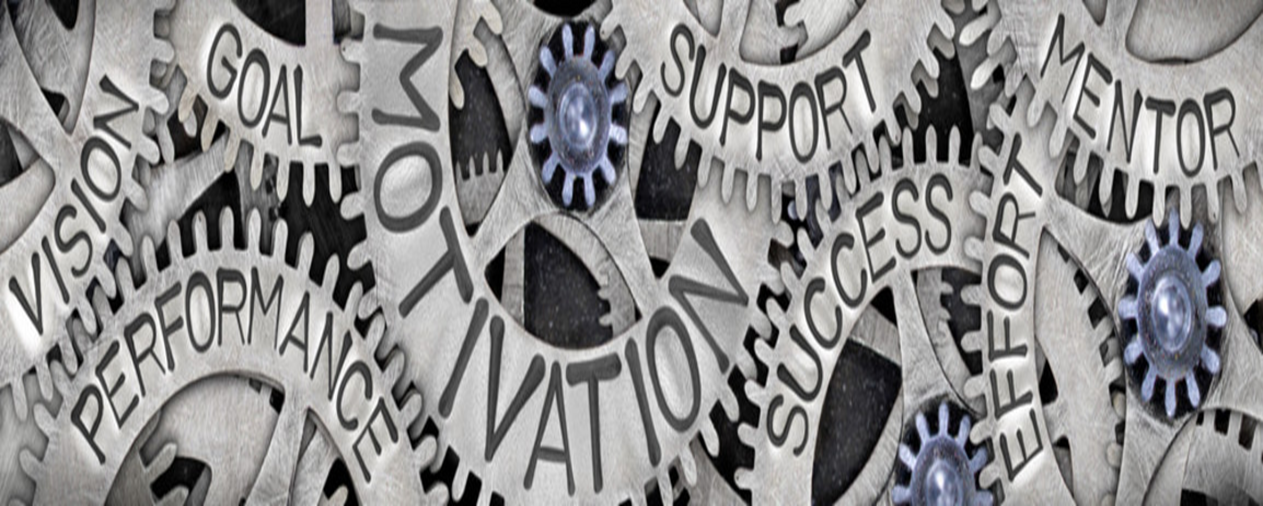 VISION
GOAL
PERFORMANCE
MOTIVATION
SUPPORT
SUCCESS
EFFORT
MENTOR